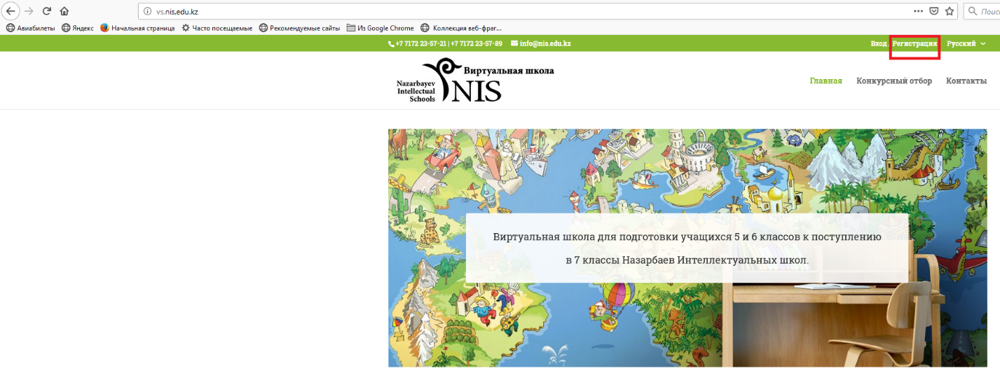 vs.nis.edu.kz
Поиск
Авиабилеты Яндекс Начальная страница Часто посещаемые Рекомендуемые сайты Из Google Chrome Коллекция веб-фраг...
+7 7172 23-57-21 | +7 7172 23-57-89 info@nis.edu.kz Вход / Регистрация Русский
Виртуальная школа
Nazarbayev
Intellectual
Schools
NIS
Главная Конкурсный отбор Контакты
Виртуальная школа для подготовки учащихся 5 и 6 классов к поступлению
в 7 классы Назарбаев Интеллектуальных школ.